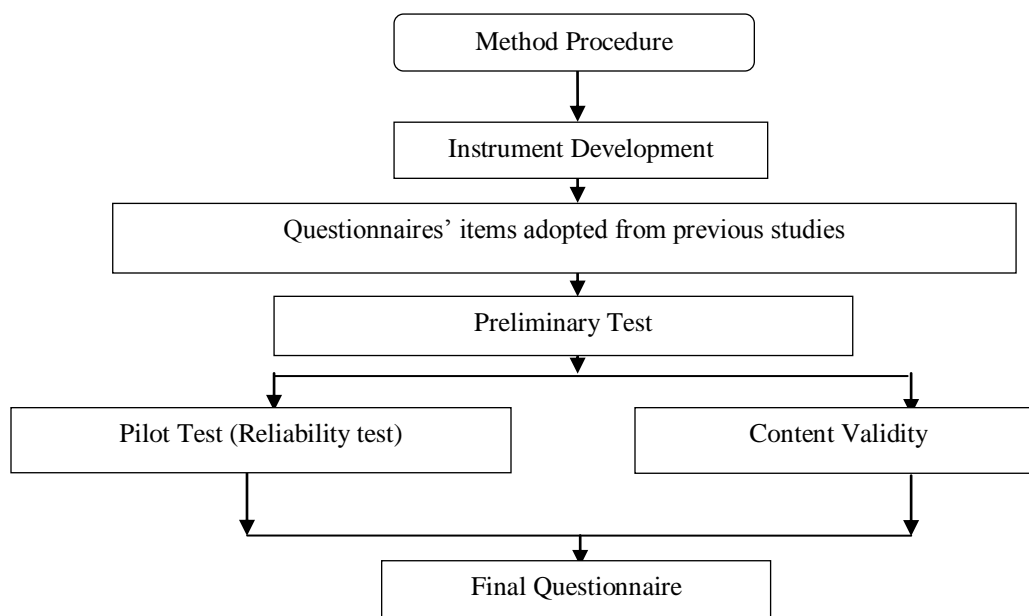 Method Procedure
Instrument Development
Questionnaires’ items adopted from previous studies
Preliminary Test
Pilot Test (Reliability test)
Content Validity
Final Questionnaire